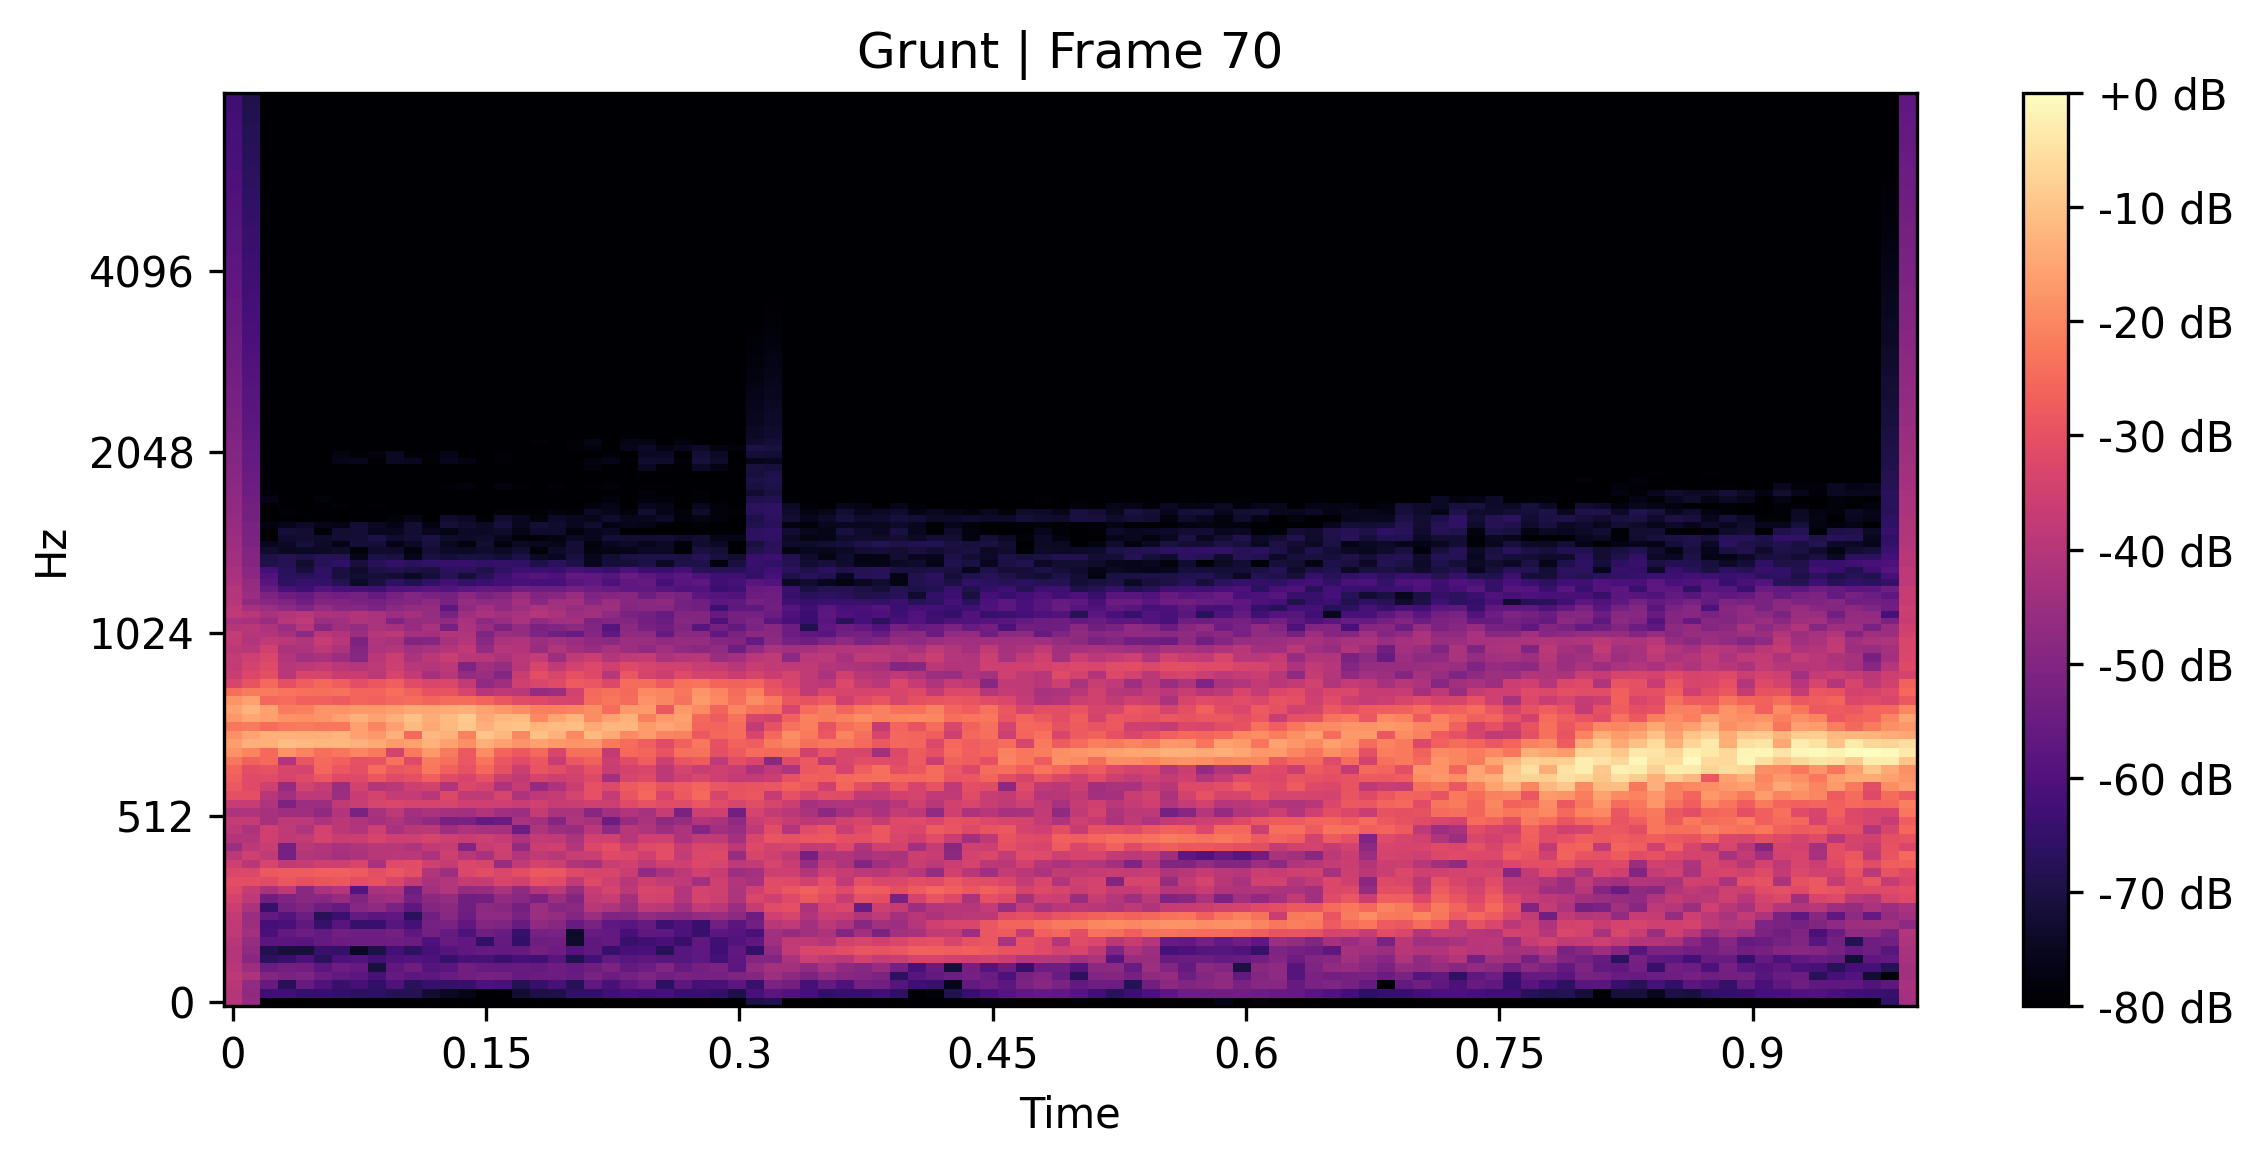 Grunt | Frame 70
Hz
4096
2048
1024
512
0
0 0.15 0.3 0.45 0.6 0.75 0.9
Time
+0 dB
-10 dB
-20 dB
-30 dB
-40 dB
-50 dB
-60 dB
-70 dB
-80 dB